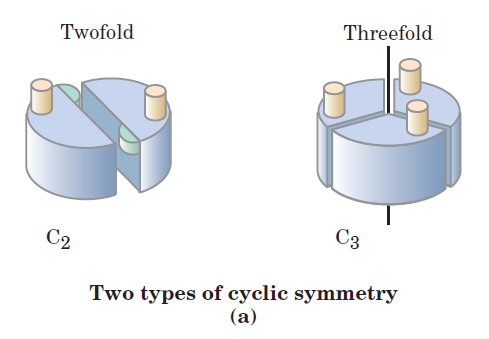 Twofold
Threefold
C2
C3
Two types of cyclic symmetry
(a)